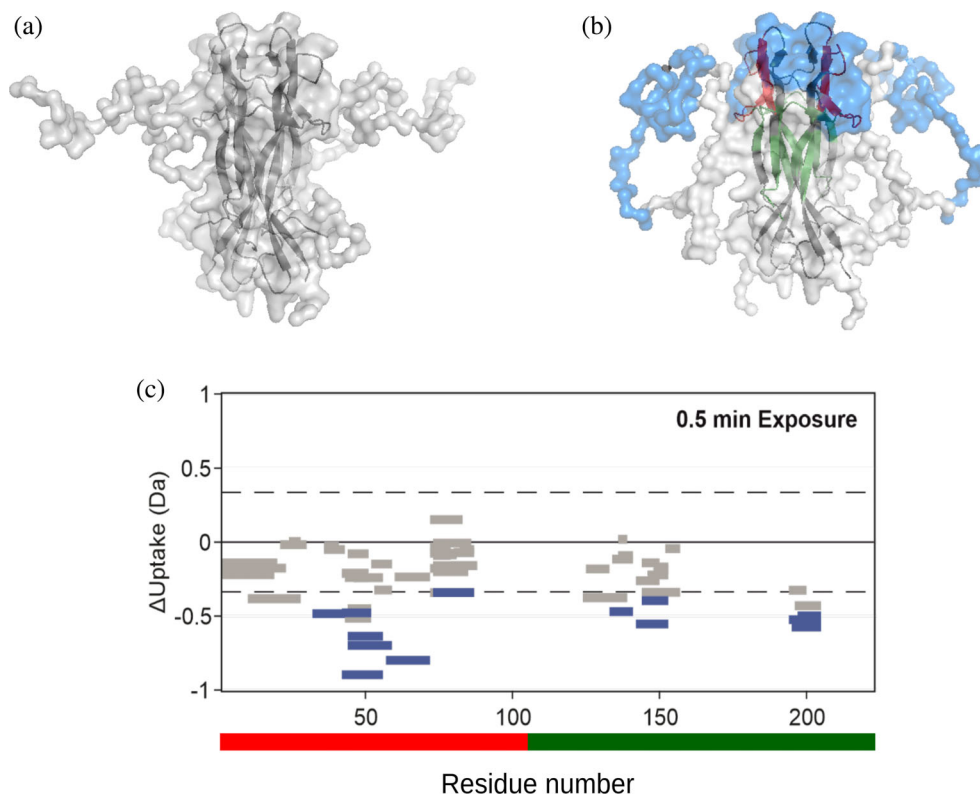 (a)
(b)
(c)
0.5 min Exposure
ΔUptake (Da)
1
0.5
0
-0.5
-1
50 100 150 200
Residue number